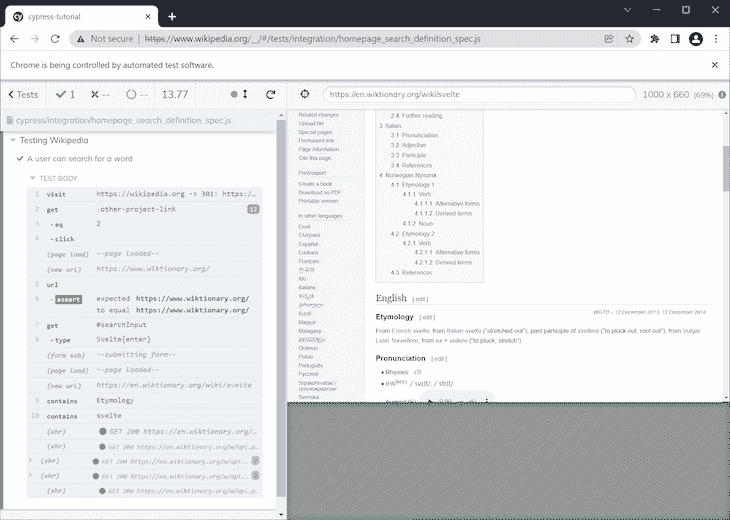 cypress-tutorial
Not secure https://www.wikipedia.org/__/#/tests/integration/homepage_search_definition_spec.js
Chrome is being controlled by automated test software.
Tests 1 -- -- 13.77
https://en.wiktionary.org/wiki/svelte 1000 x 660 (69%)
cypress/integration/homepage_search_definition_spec.js
Testing Wikipedia
A user can search for a word
TEST BODY
1 visit https://wikipedia.org -> 301: https:/…
2 get .other-project-link 12
3 -eq 2
4 -click
(page load) --page loaded--
(new url) https://www.wiktionary.org/
5 url
6 -assert expected https://www.wiktionary.org/
to equal https://www.wiktionary.org/
7 get #searchInput
8 -type Svelte{enter}
(form sub) --submitting form--
(page load) --page loaded--
(new url) https://en.wiktionary.org/wiki/svelte
9 contains Etymology
10 contains svelte
(xhr) GET 200 https://en.wiktionary.org/…
(xhr) GET 200 https://en.wiktionary.org/w/api.p…
(xhr) GET 200 https://en.wiktionary.org/w/api.… 2
(xhr) GET 200 https://en.wiktionary.org/w/api.…
(xhr) GET 200 https://en.wiktionary.org/w/api.p…
Related changes
Upload file
Special pages
Permanent link
Page information
Cite this page
Print/export
Create a book
Download as PDF
Printable version
In other languages
Eesti
Ελληνικά
Español
Euskara
Français
한국어
Ido
Italiano
ಕನ್ನಡ
ქართული
Kurdî
Magyar
Malagasy
മലയാളം
Oromoo
Polski
Português
Русский
Srpskohrvatski /
српскохрватски
Svenska
2.4 Further reading
3 Italian
3.1 Pronunciation
3.2 Adjective
3.3 Participle
3.4 References
4 Norwegian Nynorsk
4.1 Etymology 1
4.1.1 Verb
4.1.1.1 Alternative forms
4.1.1.2 Derived terms
4.1.2 Noun
4.2 Etymology 2
4.2.1 Verb
4.2.1.1 Alternative forms
4.2.1.2 Derived terms
4.3 References
English [ edit ]
WOTD – 12 December 2013, 12 December 2014
Etymology [ edit ]
From French svelte, from Italian svelto ("stretched out"), past participle of svellere ("to pluck out, root out"), from Vulgar
Latin *exvellere, from ex + vellere ("to pluck, stretch").
Pronunciation [ edit ]
Rhymes: -ɛlt
IPA(key): /ˈsvɛlt/, /ˈsfɛlt/